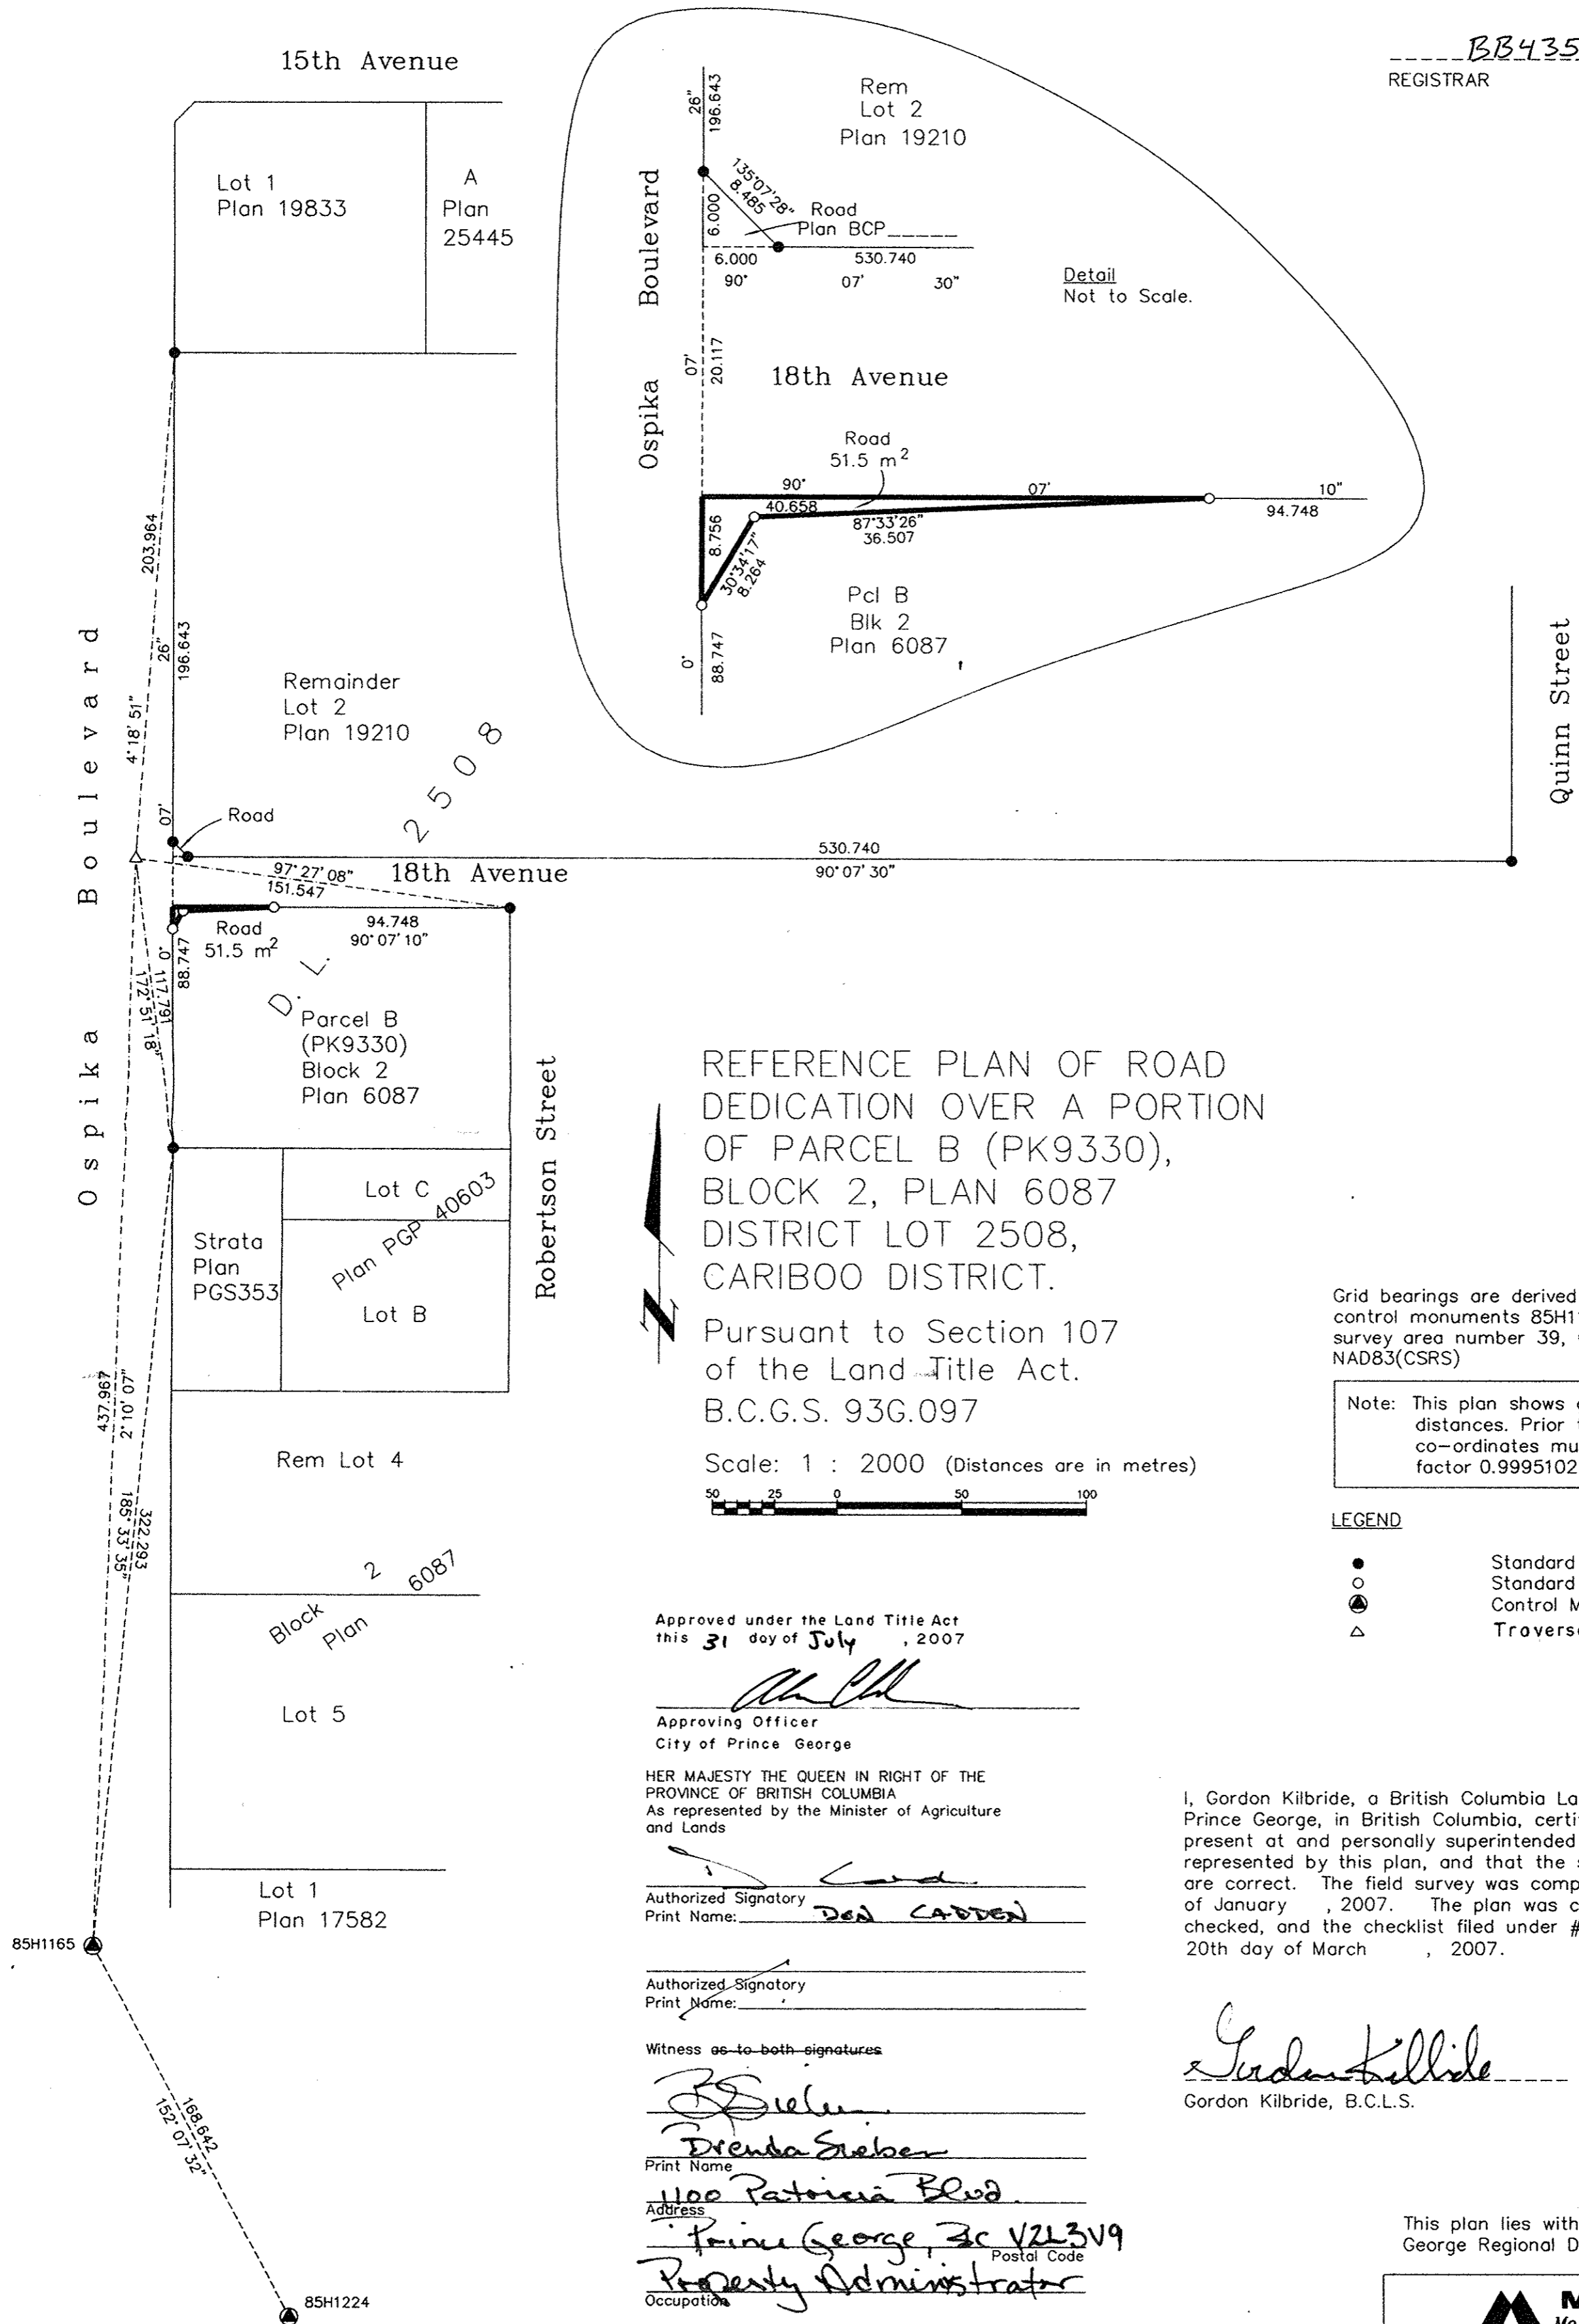 BB435
REGISTRAR
15th Avenue
Lot 1
Plan 19833
A
Plan
25445
26"
196.643
Rem
Lot 2
Plan 19210
135°07'28"
8.485
6.000
Road
Plan BCP_____
6.000
530.740
90° 07' 30"
Ospika Boulevard
Detail
Not to Scale.
07'
20.117
18th Avenue
Road
51.5 m²
90° 07' 10"
40.658
94.748
87°33'26"
36.507
8.756
30°34'17"
8.264
Pcl B
Blk 2
Plan 6087
0°
88.747
203.964
4°18'51"
26"
196.643
07'
Remainder
Lot 2
Plan 19210
Road
Ospika Boulevard
Quinn Street
D. L. 2508
530.740
90°07'30"
97°27'08"
151.547
18th Avenue
94.748
90°07'10"
Road
51.5 m²
0°
88.747
117.791
172°51'18"
Parcel B
(PK9330)
Block 2
Plan 6087
Robertson Street
Lot C
Plan PGP 40603
Lot B
Strata
Plan
PGS353
437.967
2°10'07"
322.293
185°33'35"
Rem Lot 4
Block 2
Plan 6087
Lot 5
Lot 1
Plan 17582
85H1165
168.642
152°07'32"
85H1224
REFERENCE PLAN OF ROAD
DEDICATION OVER A PORTION
OF PARCEL B (PK9330),
BLOCK 2, PLAN 6087
DISTRICT LOT 2508,
CARIBOO DISTRICT.
Pursuant to Section 107
of the Land Title Act.
B.C.G.S. 93G.097
Scale: 1 : 2000 (Distances are in metres)
50 25 0 50 100
N
Grid bearings are derived
control monuments 85H1
survey area number 39,
NAD83(CSRS)
Note: This plan shows
distances. Prior
co-ordinates mu
factor 0.9995102
LEGEND
Standard
Standard
Control M
Travers
Approved under the Land Title Act
this 31 day of July , 2007
Approving Officer
City of Prince George
HER MAJESTY THE QUEEN IN RIGHT OF THE
PROVINCE OF BRITISH COLUMBIA
As represented by the Minister of Agriculture
and Lands
Authorized Signatory
Print Name: DON CADDEN
Authorized Signatory
Print Name:
Witness as to both signatures
Print Name
1100 Patricia Blvd.
Address
Prince George, BC V2L3V9
Postal Code
Property Administrator
Occupation
I, Gordon Kilbride, a British Columbia La
Prince George, in British Columbia, certi
present at and personally superintended
represented by this plan, and that the
are correct. The field survey was comp
of January , 2007. The plan was c
checked, and the checklist filed under #
20th day of March , 2007.
Gordon Kilbride
Gordon Kilbride, B.C.L.S.
This plan lies with
George Regional D